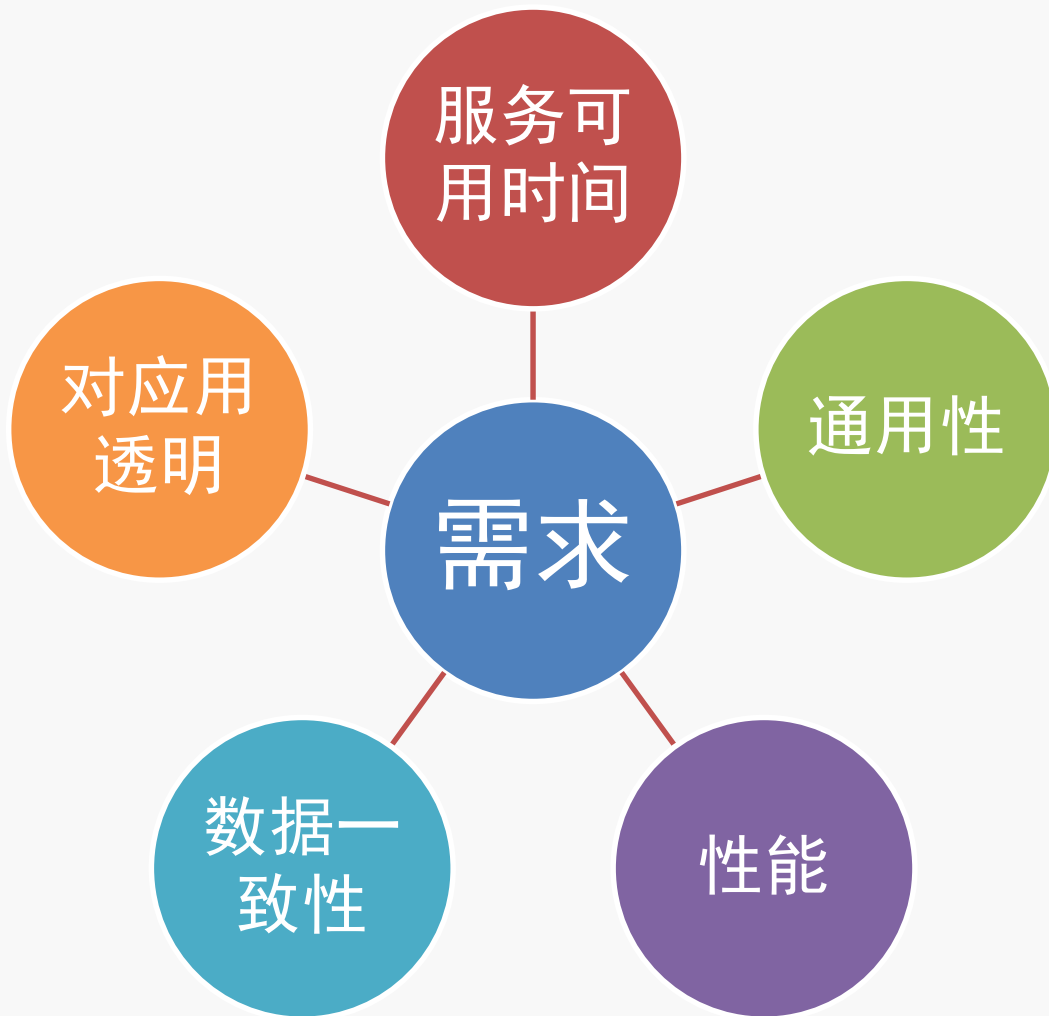 服务可
用时间
对应用
透明
通用性
需求
数据一
致性
性能